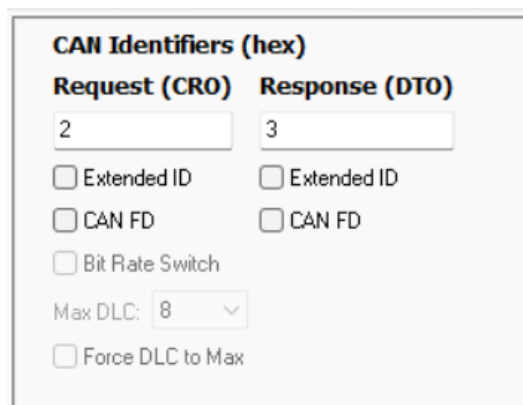 CAN Identifiers (hex)
Request (CRO) Response (DTO)
2 3
Extended ID Extended ID
CAN FD CAN FD
Bit Rate Switch
Max DLC: 8
Force DLC to Max